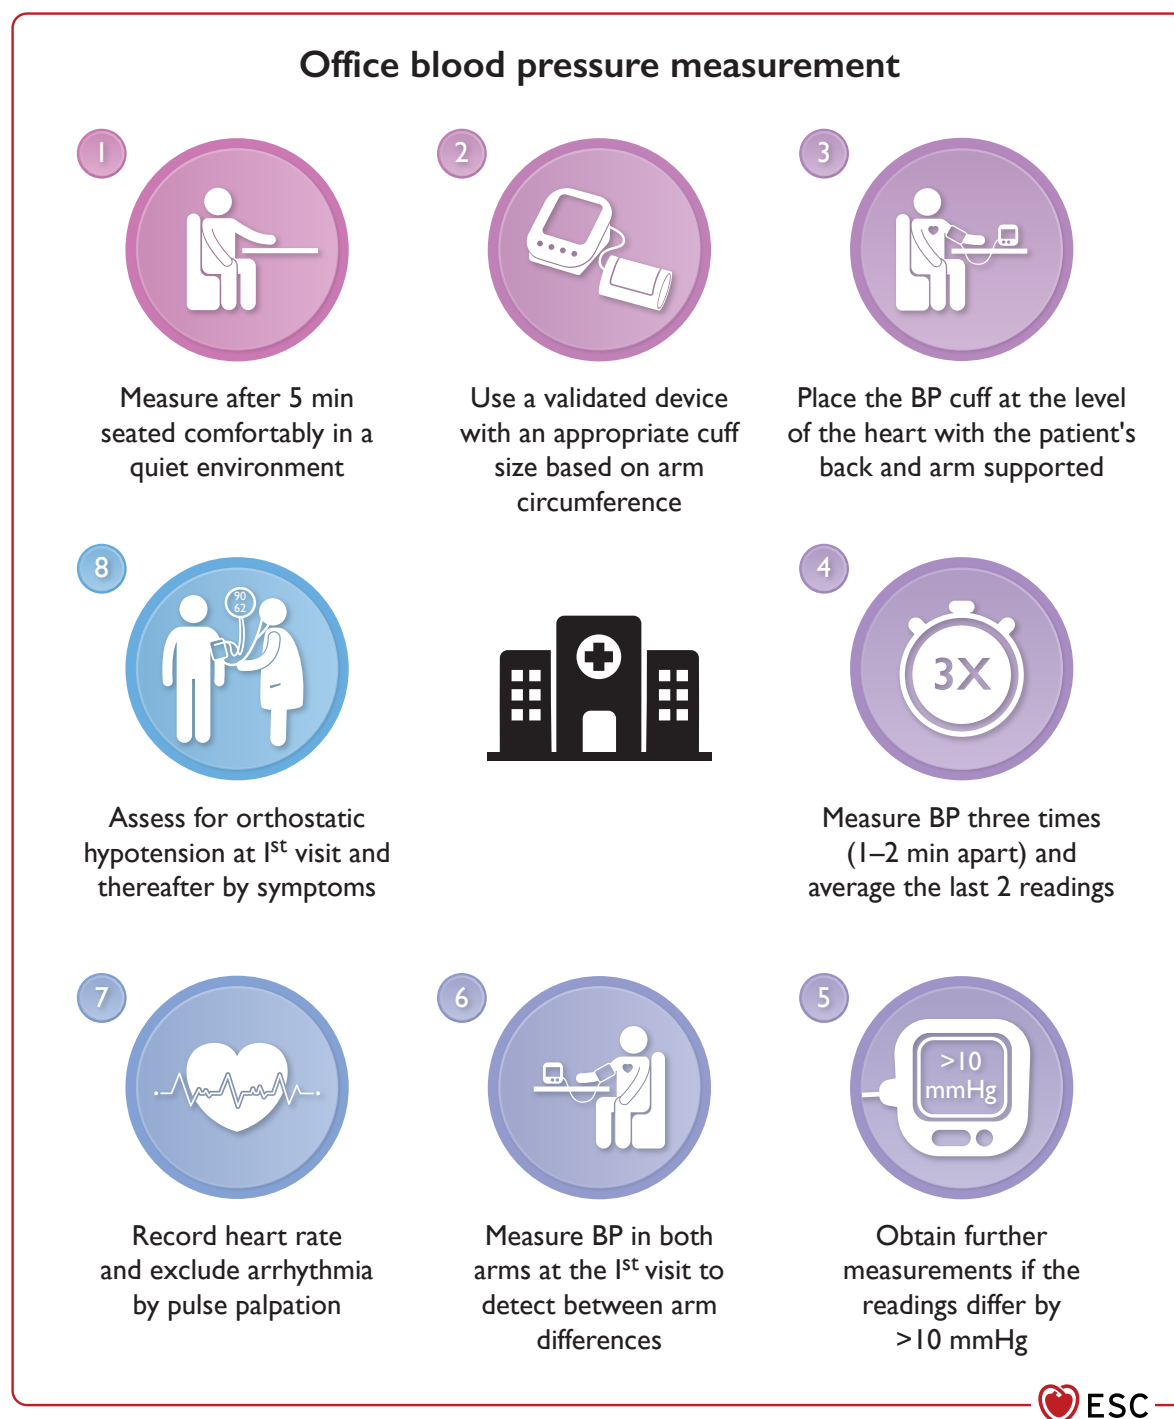 Office blood pressure measurement
1
Measure after 5 min
seated comfortably in a
quiet environment
2
Use a validated device
with an appropriate cuff
size based on arm
circumference
3
Place the BP cuff at the level
of the heart with the patient's
back and arm supported
4
3X
Measure BP three times
(1–2 min apart) and
average the last 2 readings
5
>10
mmHg
Obtain further
measurements if the
readings differ by
>10 mmHg
6
Measure BP in both
arms at the 1st visit to
detect between arm
differences
7
Record heart rate
and exclude arrhythmia
by pulse palpation
8
90
62
Assess for orthostatic
hypotension at 1st visit and
thereafter by symptoms
ESC